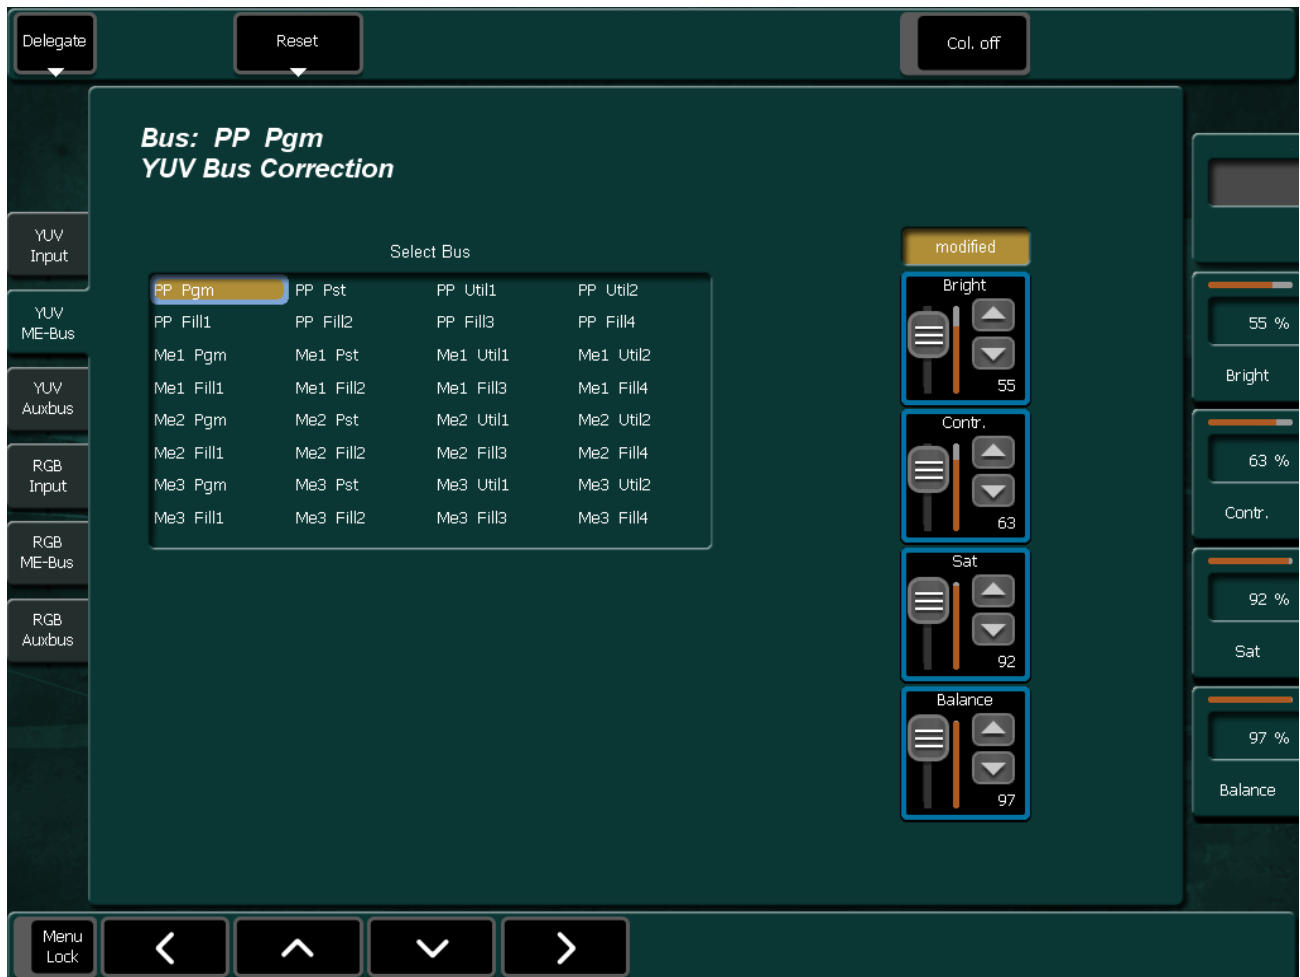 Delegate
Reset
Col. off
Bus: PP Pgm
YUV Bus Correction
YUV
Input
YUV
ME-Bus
YUV
Auxbus
RGB
Input
RGB
ME-Bus
RGB
Auxbus
Select Bus
PP Pgm PP Pst PP Util1 PP Util2
PP Fill1 PP Fill2 PP Fill3 PP Fill4
Me1 Pgm Me1 Pst Me1 Util1 Me1 Util2
Me1 Fill1 Me1 Fill2 Me1 Fill3 Me1 Fill4
Me2 Pgm Me2 Pst Me2 Util1 Me2 Util2
Me2 Fill1 Me2 Fill2 Me2 Fill3 Me2 Fill4
Me3 Pgm Me3 Pst Me3 Util1 Me3 Util2
Me3 Fill1 Me3 Fill2 Me3 Fill3 Me3 Fill4
modified
Bright
55
Contr.
63
Sat
92
Balance
97
55 %
Bright
63 %
Contr.
92 %
Sat
97 %
Balance
Menu
Lock